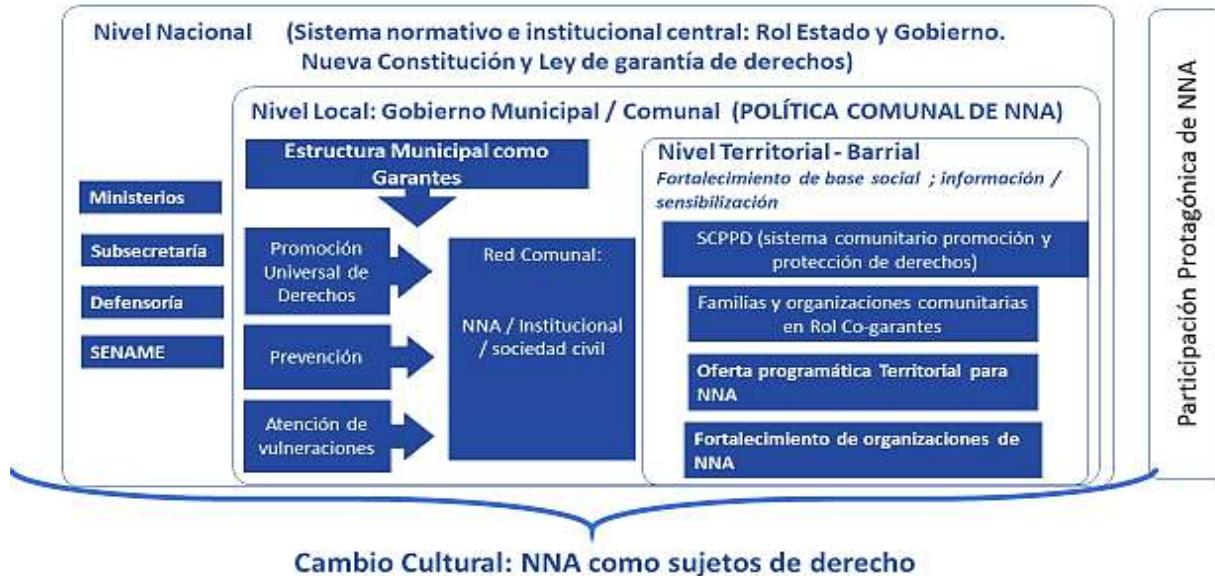 Nivel Nacional (Sistema normativo e institucional central: Rol Estado y Gobierno.
Nueva Constitución y Ley de garantía de derechos)
Nivel Local: Gobierno Municipal / Comunal (POLÍTICA COMUNAL DE NNA)
Ministerios
Subsecretaría
Defensoría
SENAME
Estructura Municipal como
Garantes
Promoción
Universal de
Derechos
Prevención
Atención de
vulneraciones
Red Comunal:
NNA / Institucional
/ sociedad civil
Nivel Territorial - Barrial
Fortalecimiento de base social ; información /
sensibilización
SCPPD (sistema comunitario promoción y
protección de derechos)
Familias y organizaciones comunitarias
en Rol Co-garantes
Oferta programática Territorial para
NNA
Fortalecimiento de organizaciones de
NNA
Participación Protagónica de NNA
Cambio Cultural: NNA como sujetos de derecho